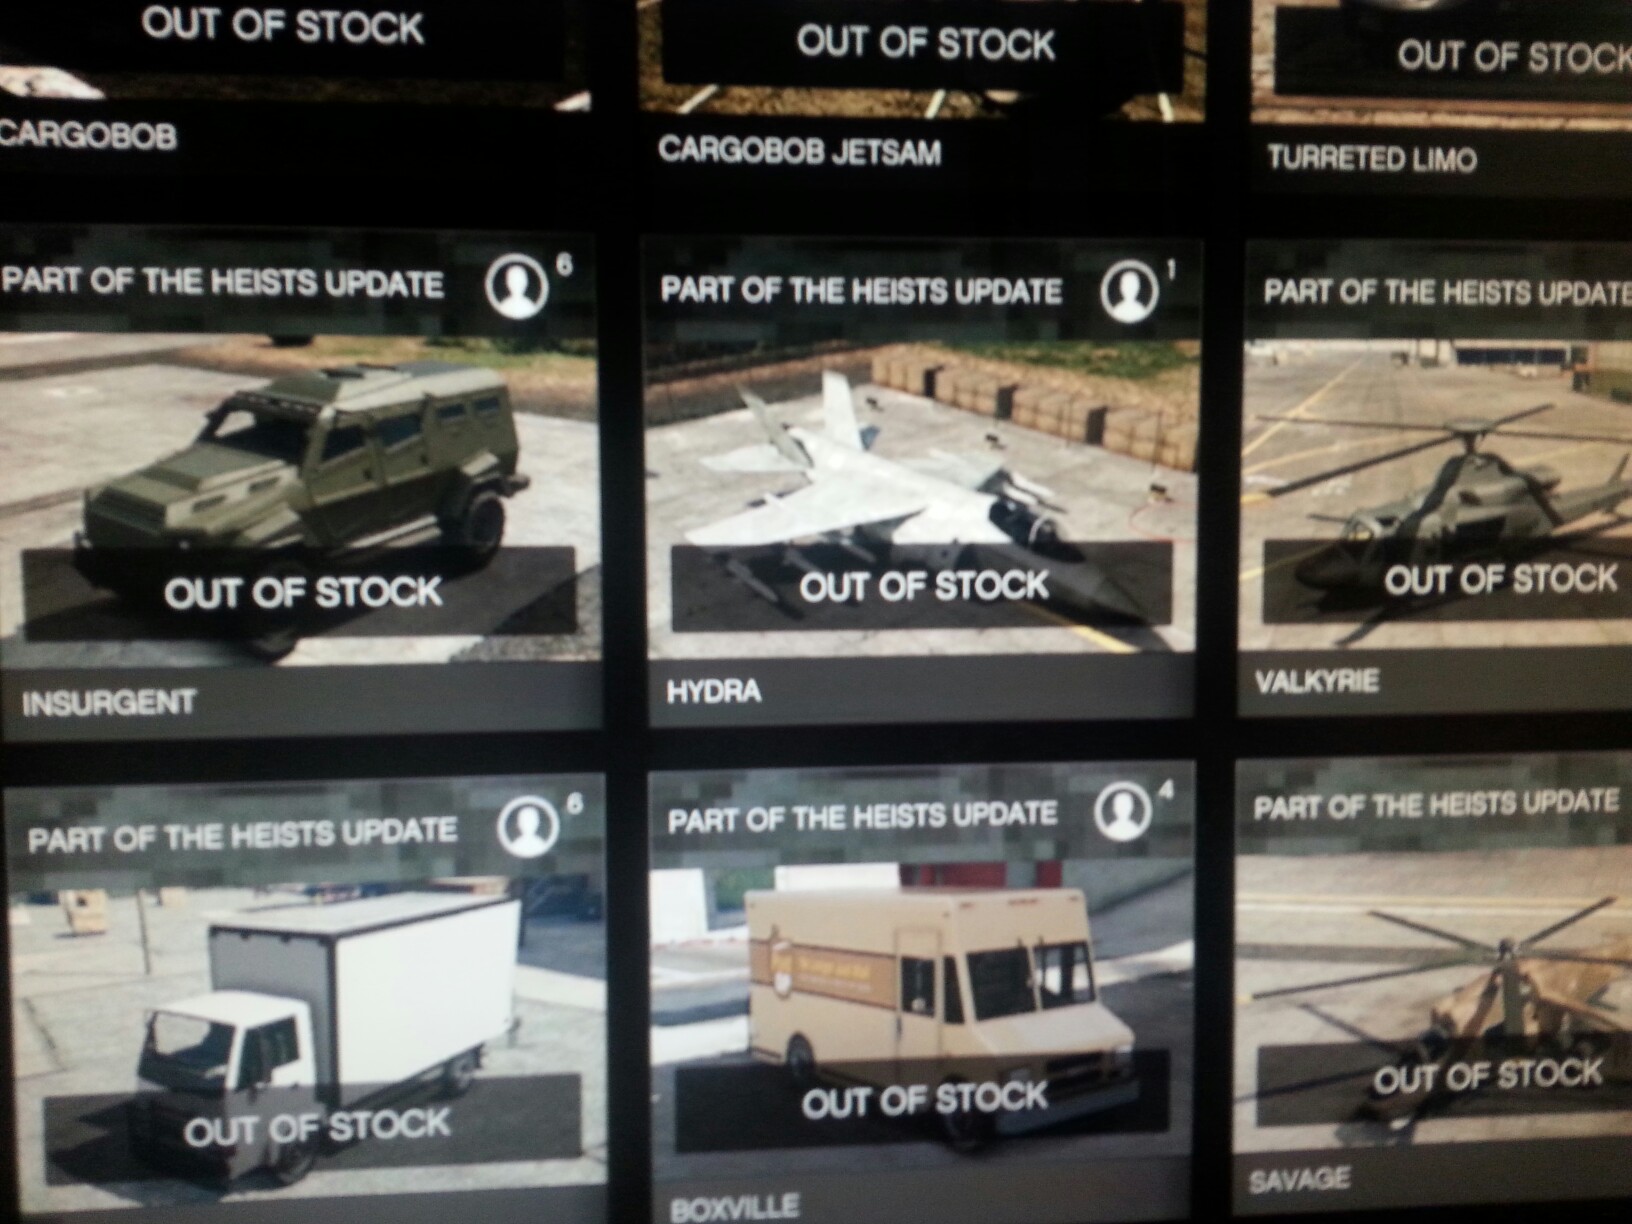 OUT OF STOCK
OUT OF STOCK
OUT OF STOCK
CARGOBOB
CARGOBOB JETSAM
TURRETED LIMO
PART OF THE HEISTS UPDATE 6
PART OF THE HEISTS UPDATE 1
PART OF THE HEISTS UPDATE
OUT OF STOCK
OUT OF STOCK
OUT OF STOCK
INSURGENT
HYDRA
VALKYRIE
PART OF THE HEISTS UPDATE 6
PART OF THE HEISTS UPDATE 4
PART OF THE HEISTS UPDATE
OUT OF STOCK
OUT OF STOCK
OUT OF STOCK
BOXVILLE
SAVAGE